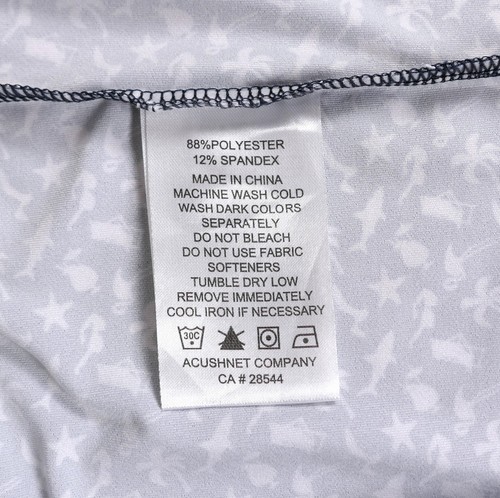 88%POLYESTER
12% SPANDEX
MADE IN CHINA
MACHINE WASH COLD
WASH DARK COLORS
SEPARATELY
DO NOT BLEACH
DO NOT USE FABRIC
SOFTENERS
TUMBLE DRY LOW
REMOVE IMMEDIATELY
COOL IRON IF NECESSARY
30C
ACUSHNET COMPANY
CA # 28544